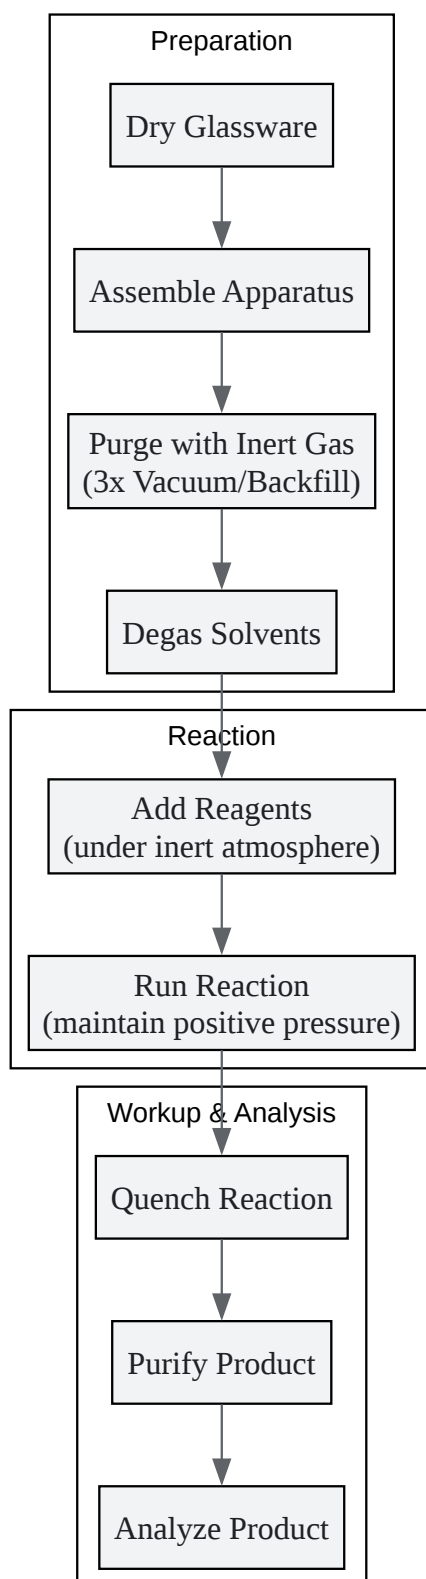 Preparation
Dry Glassware
Assemble Apparatus
Purge with Inert Gas
(3x Vacuum/Backfill)
Degas Solvents
Reaction
Add Reagents
(under inert atmosphere)
Run Reaction
(maintain positive pressure)
Workup & Analysis
Quench Reaction
Purify Product
Analyze Product